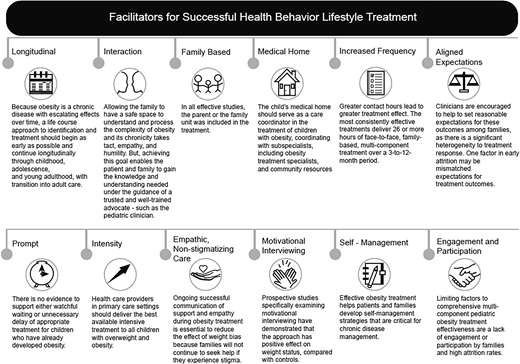 Facilitators for Successful Health Behavior Lifestyle Treatment
Longitudinal
Because obesity is a chronic
disease with escalating effects
over time, a life course
approach to identification and
treatment should begin as
early as possible and
continue longitudinally
through childhood,
adolescence,
and young adulthood, with
transition into adult care.
Interaction
Allowing the family to have
a safe space to
understand and process
the complexity of obesity
and its chronicity takes
tact, empathy, and
humility. But, achieving
this goal enables the
patient and family to gain
the knowledge and
understanding needed
under the guidance of a
trusted and well-trained
advocate - such as the
pediatric clinician.
Family Based
In all effective studies, the
parent or the family
unit was included in the
treatment.
Medical Home
The child's medical home
should serve as a care
coordinator in the
treatment of children
with obesity, coordinating
with subspecialists,
including obesity
treatment specialists, and
community resources
Increased Frequency
Greater contact hours lead to
greater treatment effect. The
most consistently effective
treatments deliver 26 or more
hours of face-to-face, family-
based, multi-component
treatment over a 3-to-12-
month period.
Aligned
Expectations
Clinicians are encouraged
to help to set reasonable
expectations for these
outcomes among families,
as there is a significant
heterogeneity to treatment
response. One factor in early
attrition may be
mismatched
expectations for
treatment outcomes.
Prompt
There is no evidence to
support either watchful
waiting or unnecessary
delay of appropriate
treatment for children
who have already
developed obesity.
Intensity
Health care providers in
primary care settings
should deliver the best
available intensive
treatment to all children
with overweight and
obesity.
Empathic,
Non-stigmatizing
Care
Ongoing successful
communication of
support and empathy
during obesity treatment
is essential to reduce
the effect of weight bias
because families will
not continue to seek help if
they experience stigma.
Motivational
Interviewing
Prospective studies
specifically examining
motivational interviewing
have demonstrated that
the approach has positive
effect on weight status,
compared with controls.
Self - Management
Effective obesity treatment
helps patients and families
develop self-management
strategies that are critical for
chronic disease management.
Engagement and
Participation
Limiting factors to
comprehensive multi-
component pediatric
obesity treatment
effectiveness are a lack
of engagement or
participation by families
and high attrition rates.